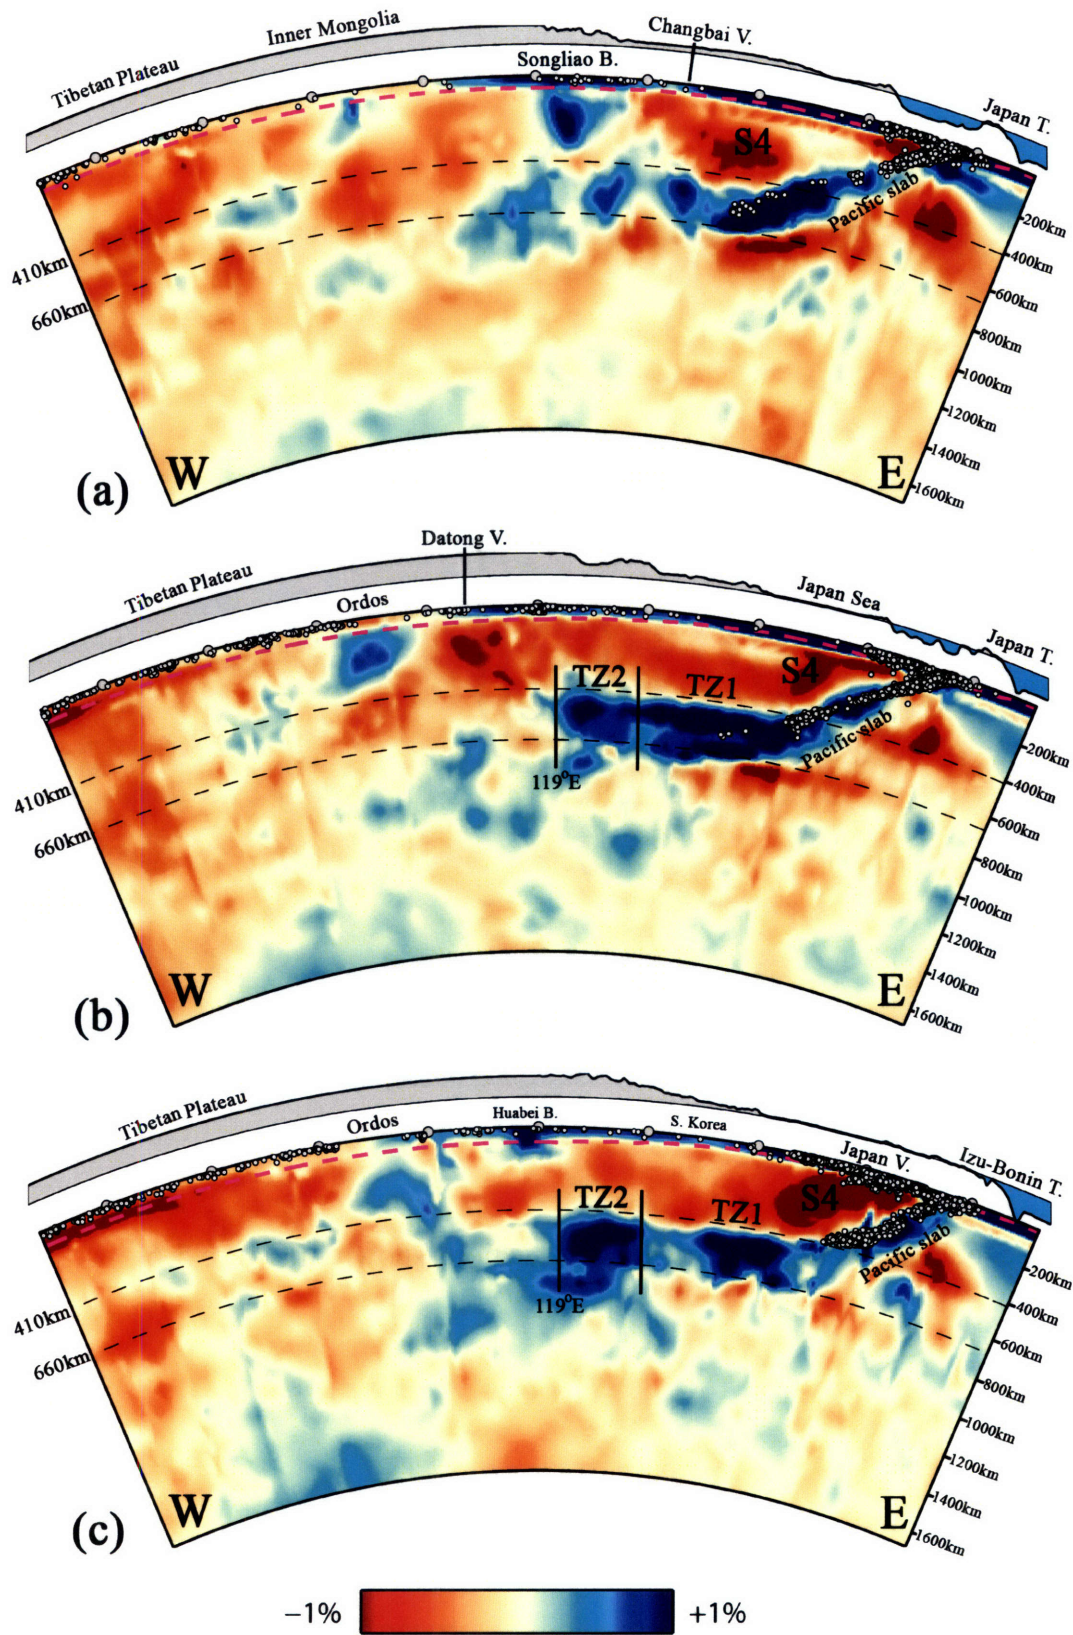 Tibetan Plateau
Inner Mongolia
Changbai V.
Songliao B.
Japan T.
S4
Pacific slab
410km
660km
200km
400km
600km
800km
1000km
1200km
1400km
1600km
W
E
(a)
Datong V.
Tibetan Plateau
Ordos
Japan Sea
Japan T.
TZ2
TZ1
S4
Pacific slab
119°E
410km
660km
200km
400km
600km
800km
1000km
1200km
1400km
1600km
W
E
(b)
Tibetan Plateau
Ordos
Huabei B.
S. Korea
Japan V.
Izu-Bonin T.
TZ2
TZ1
S4
Pacific slab
119°E
410km
660km
200km
400km
600km
800km
1000km
1200km
1400km
1600km
W
E
(c)
−1%
+1%